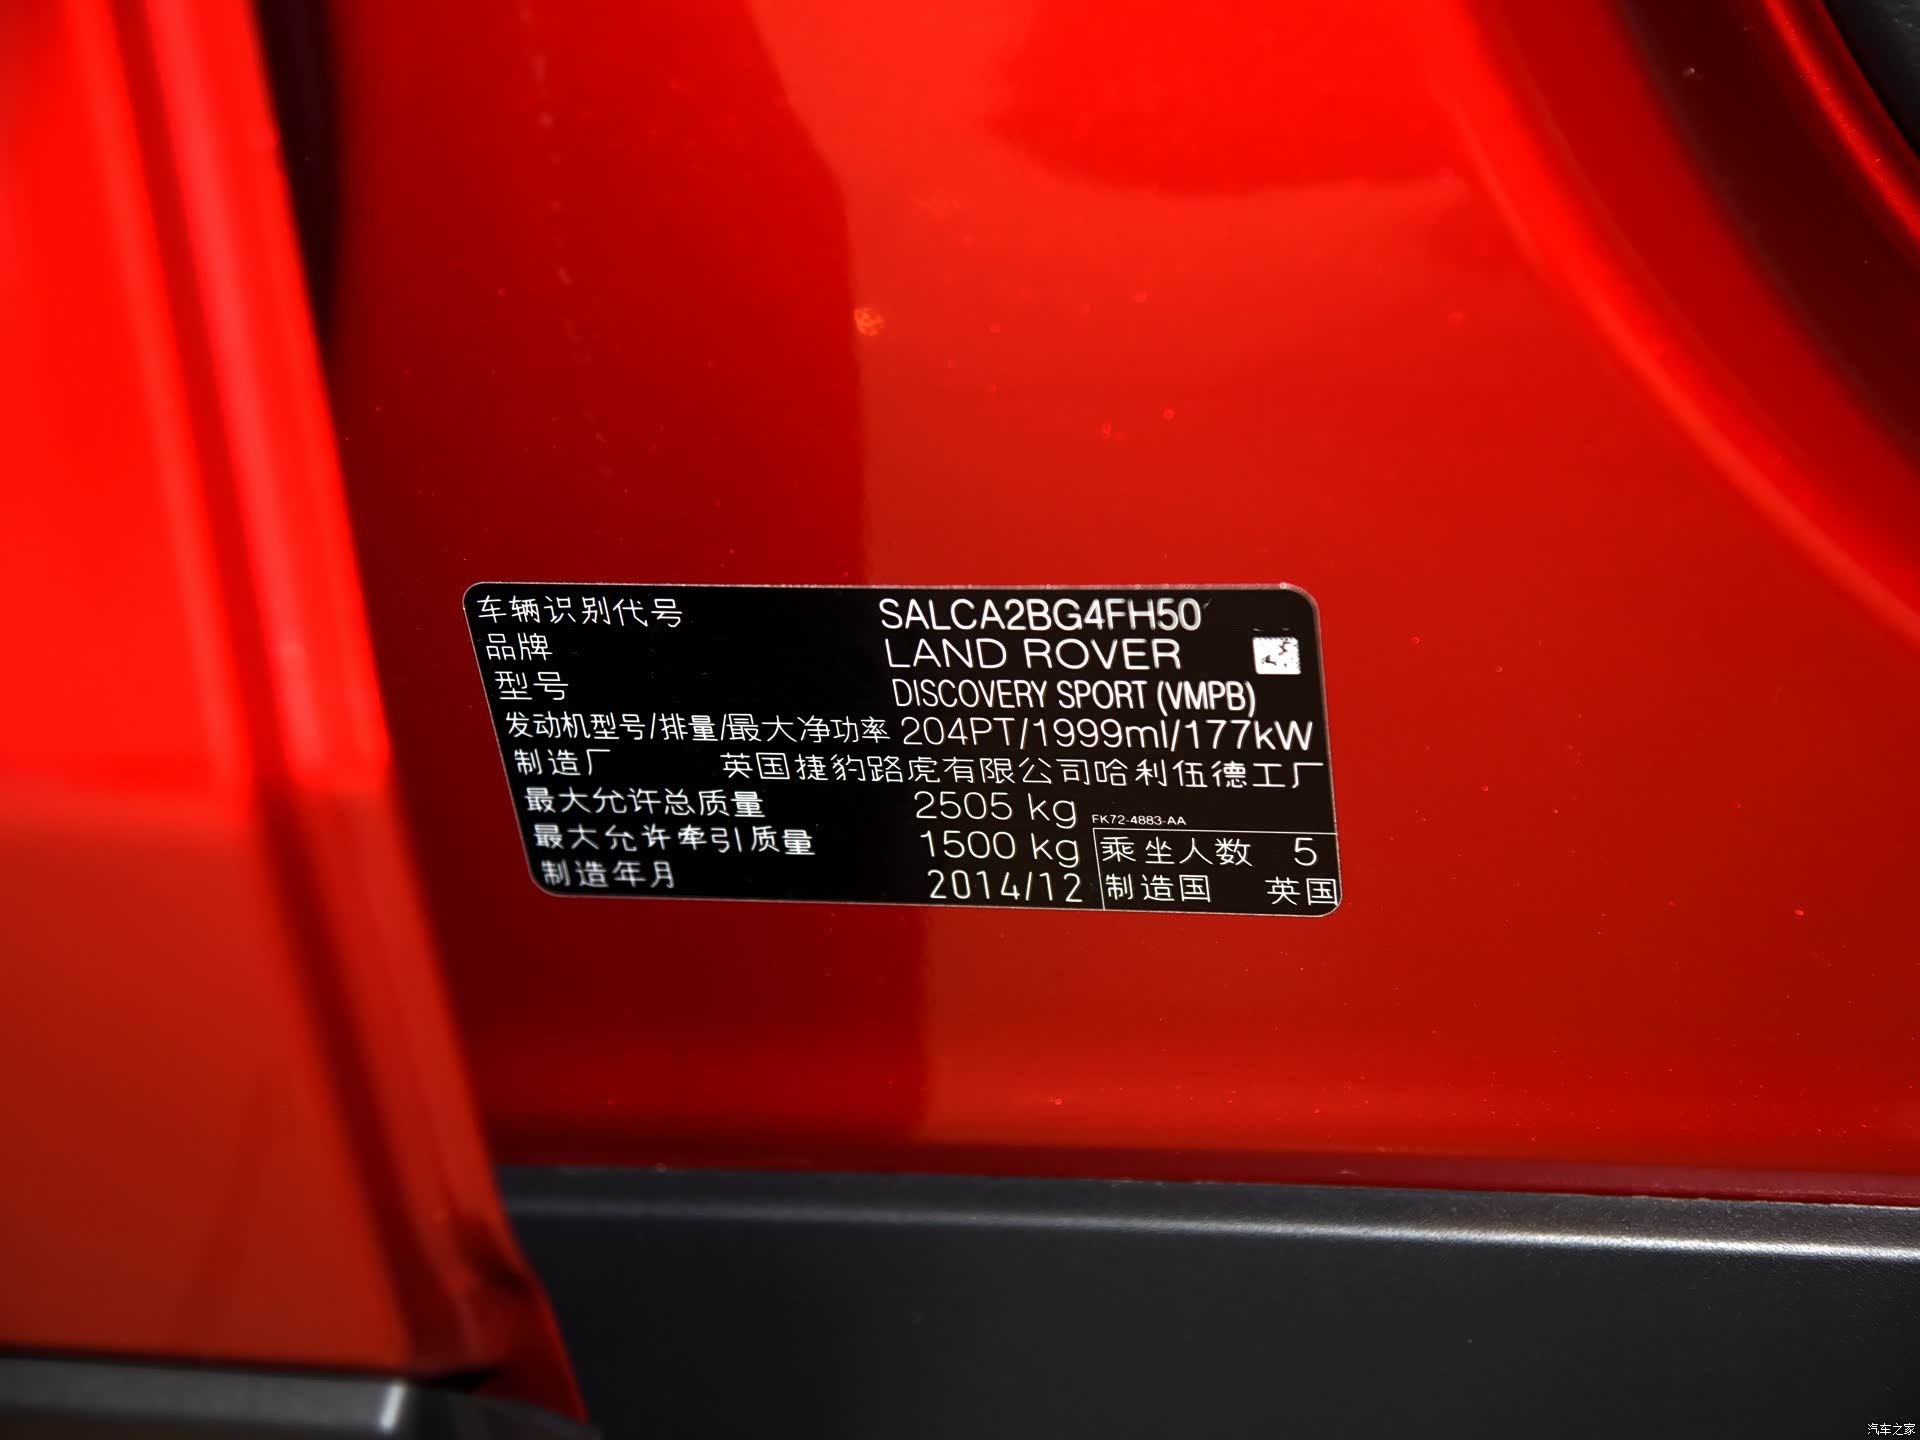 车辆识别代号 SALCA2BG4FH50
品牌 LAND ROVER
型号 DISCOVERY SPORT (VMPB)
发动机型号/排量/最大净功率 204PT/1999ml/177kW
制造厂 英国捷豹路虎有限公司哈利伍德工厂
最大允许总质量 2505 kg
FK72-4883-AA
最大允许牵引质量 1500 kg 乘坐人数 5
制造年月 2014/12 制造国 英国
汽车之家